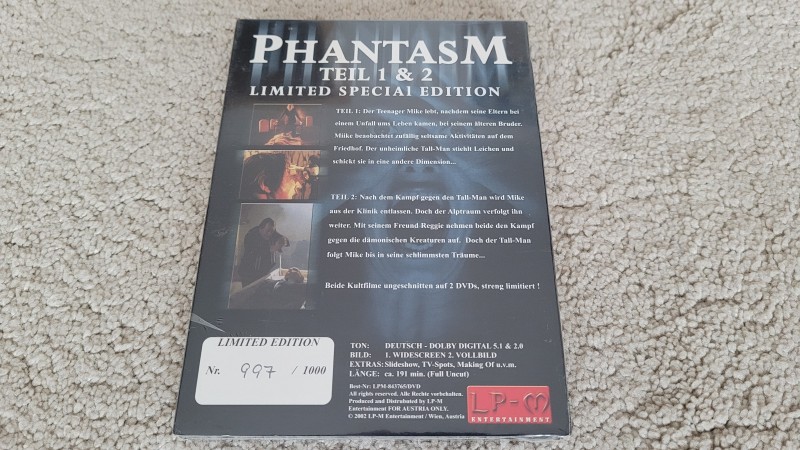 PHANTASM
TEIL 1 & 2
LIMITED SPECIAL EDITION
TEIL 1: Der Teenager Mike lebt, nachdem seine Eltern bei
einem Unfall ums Leben kamen, bei seinem älteren Bruder.
Miike beobachtet zufällig seltsame Aktivitäten auf dem
Friedhof. Der unheimliche Tall-Man stiehlt Leichen und
schickt sie in eine andere Dimension...
TEIL 2: Nach dem Kampf gegen den Tall-Man wird Mike
aus der Klinik entlassen. Doch der Alptraum verfolgt ihn
weiter. Mit seinem Freund Reggie nehmen beide den Kampf
gegen die dämonischen Kreaturen auf. Doch der Tall-Man
folgt Mike bis in seine schlimmsten Träume...
Beide Kultfilme ungeschnitten auf 2 DVDs, streng limitiert !
LIMITED EDITION
Nr. 997 / 1000
TON: DEUTSCH - DOLBY DIGITAL 5.1 & 2.0
BILD: 1. WIDESCREEN 2. VOLLBILD
EXTRAS: Slideshow, TV-Spots, Making Of u.v.m.
LÄNGE: ca. 191 min. (Full Uncut)
Best-Nr: LPM-843765/DVD
All rights reserved. Alle Rechte vorbehalten.
Produced and Distrubuted by LP-M
Entertainment FOR AUSTRIA ONLY.
© 2002 LP-M Entertainment / Wien, Austria
LP-M
ENTERTAINMENT